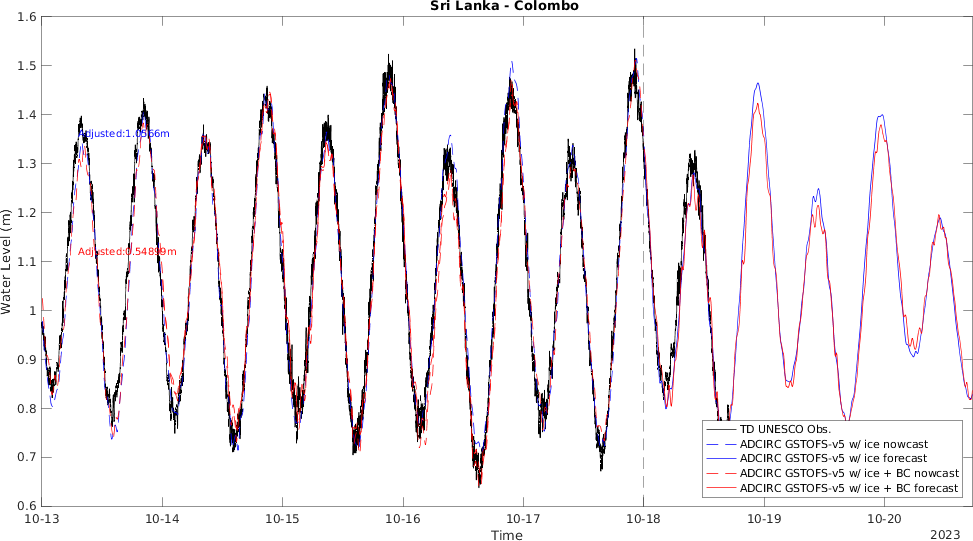 Sri Lanka - Colombo
1.6
1.5
1.4
1.3
1.2
1.1
1
0.9
0.8
0.7
0.6
Water Level (m)
Adjusted:1.0566m
Adjusted:0.54899m
TD UNESCO Obs.
ADCIRC GSTOFS-v5 w/ ice nowcast
ADCIRC GSTOFS-v5 w/ ice forecast
ADCIRC GSTOFS-v5 w/ ice + BC nowcast
ADCIRC GSTOFS-v5 w/ ice + BC forecast
10-13 10-14 10-15 10-16 10-17 10-18 10-19 10-20
Time
2023